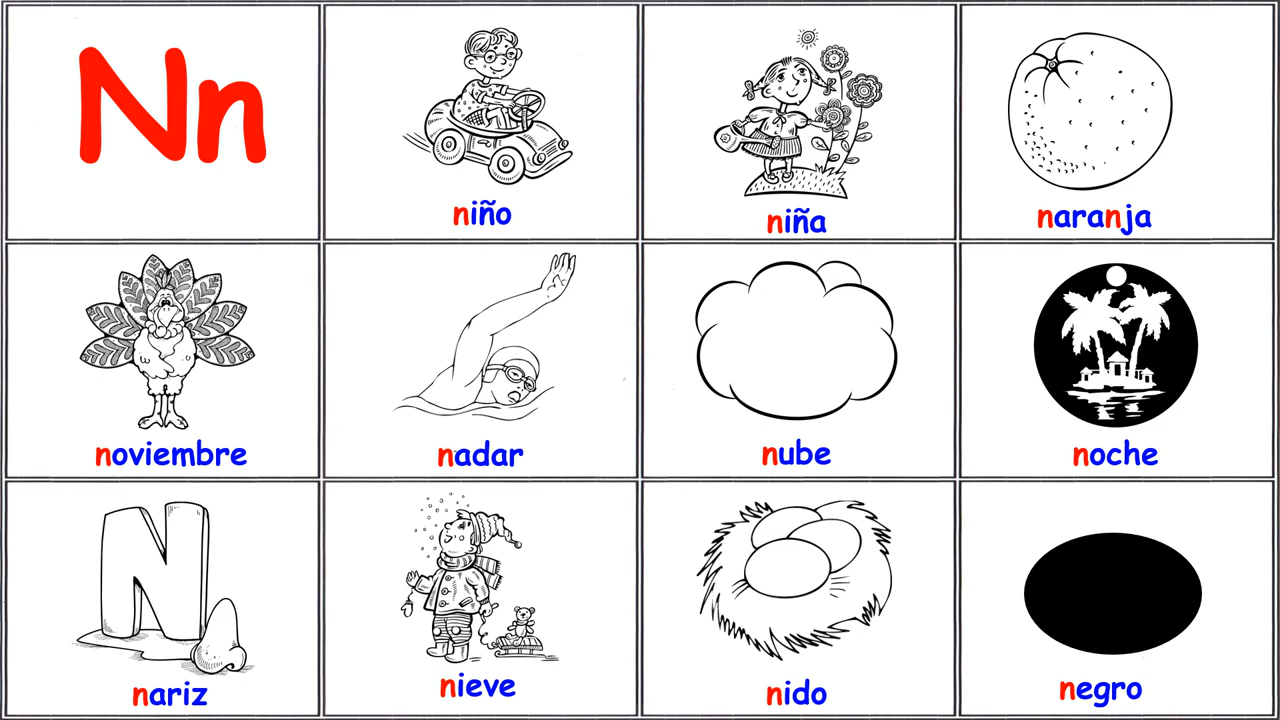 Nn
niño
niña
naranja
noviembre
nadar
nube
noche
N
nariz
nieve
nido
negro